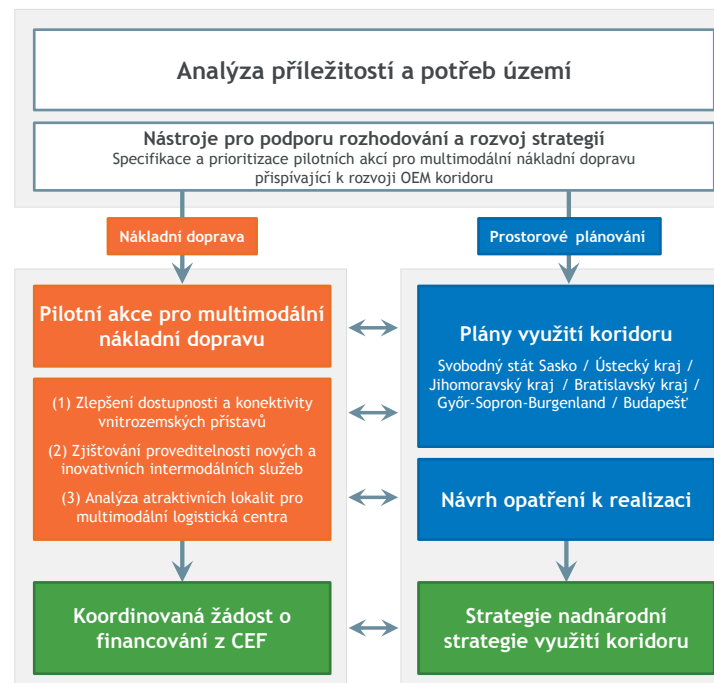 Analýza příležitostí a potřeb území
Nástroje pro podporu rozhodování a rozvoj strategií
Specifikace a prioritizace pilotních akcí pro multimodální nákladní dopravu
přispívající k rozvoji OEM koridoru
Nákladní doprava
Prostorové plánování
Pilotní akce pro multimodální
nákladní dopravu
(1) Zlepšení dostupnosti a konektivity
vnitrozemských přístavů
(2) Zjišťování proveditelnosti nových a
inovativních intermodálních služeb
(3) Analýza atraktivních lokalit pro
multimodální logistická centra
Koordinovaná žádost o
financování z CEF
Plány využití koridoru
Svobodný stát Sasko / Ústecký kraj /
Jihomoravský kraj / Bratislavský kraj /
Győr-Sopron-Burgenland / Budapešť
Návrh opatření k realizaci
Strategie nadnárodní
strategie využití koridoru